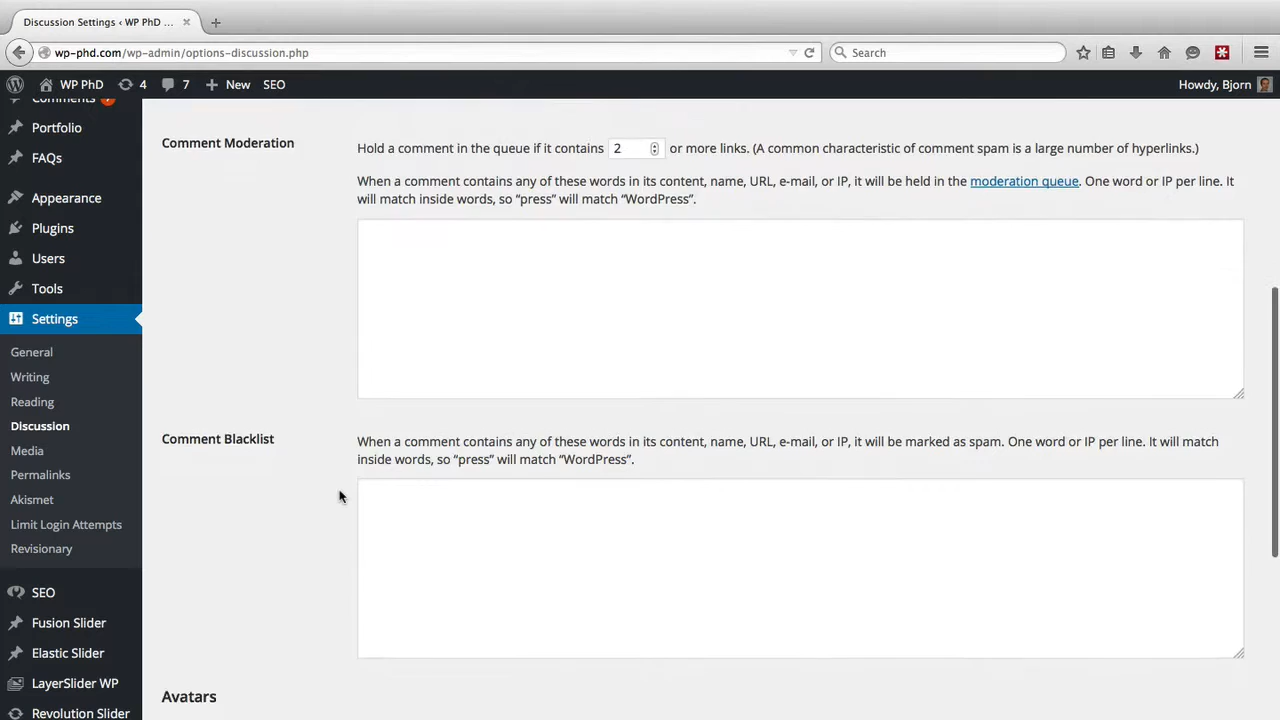 Discussion Settings ‹ WP PhD ...
wp-phd.com/wp-admin/options-discussion.php
Search
WP PhD
4
7
New
SEO
Howdy, Bjorn
Comments
Portfolio
FAQs
Appearance
Plugins
Users
Tools
Settings
General
Writing
Reading
Discussion
Media
Permalinks
Akismet
Limit Login Attempts
Revisionary
SEO
Fusion Slider
Elastic Slider
LayerSlider WP
Revolution Slider
Comment Moderation
Hold a comment in the queue if it contains 2 or more links. (A common characteristic of comment spam is a large number of hyperlinks.)
When a comment contains any of these words in its content, name, URL, e-mail, or IP, it will be held in the moderation queue. One word or IP per line. It
will match inside words, so “press” will match “WordPress”.
Comment Blacklist
When a comment contains any of these words in its content, name, URL, e-mail, or IP, it will be marked as spam. One word or IP per line. It will match
inside words, so “press” will match “WordPress”.
Avatars